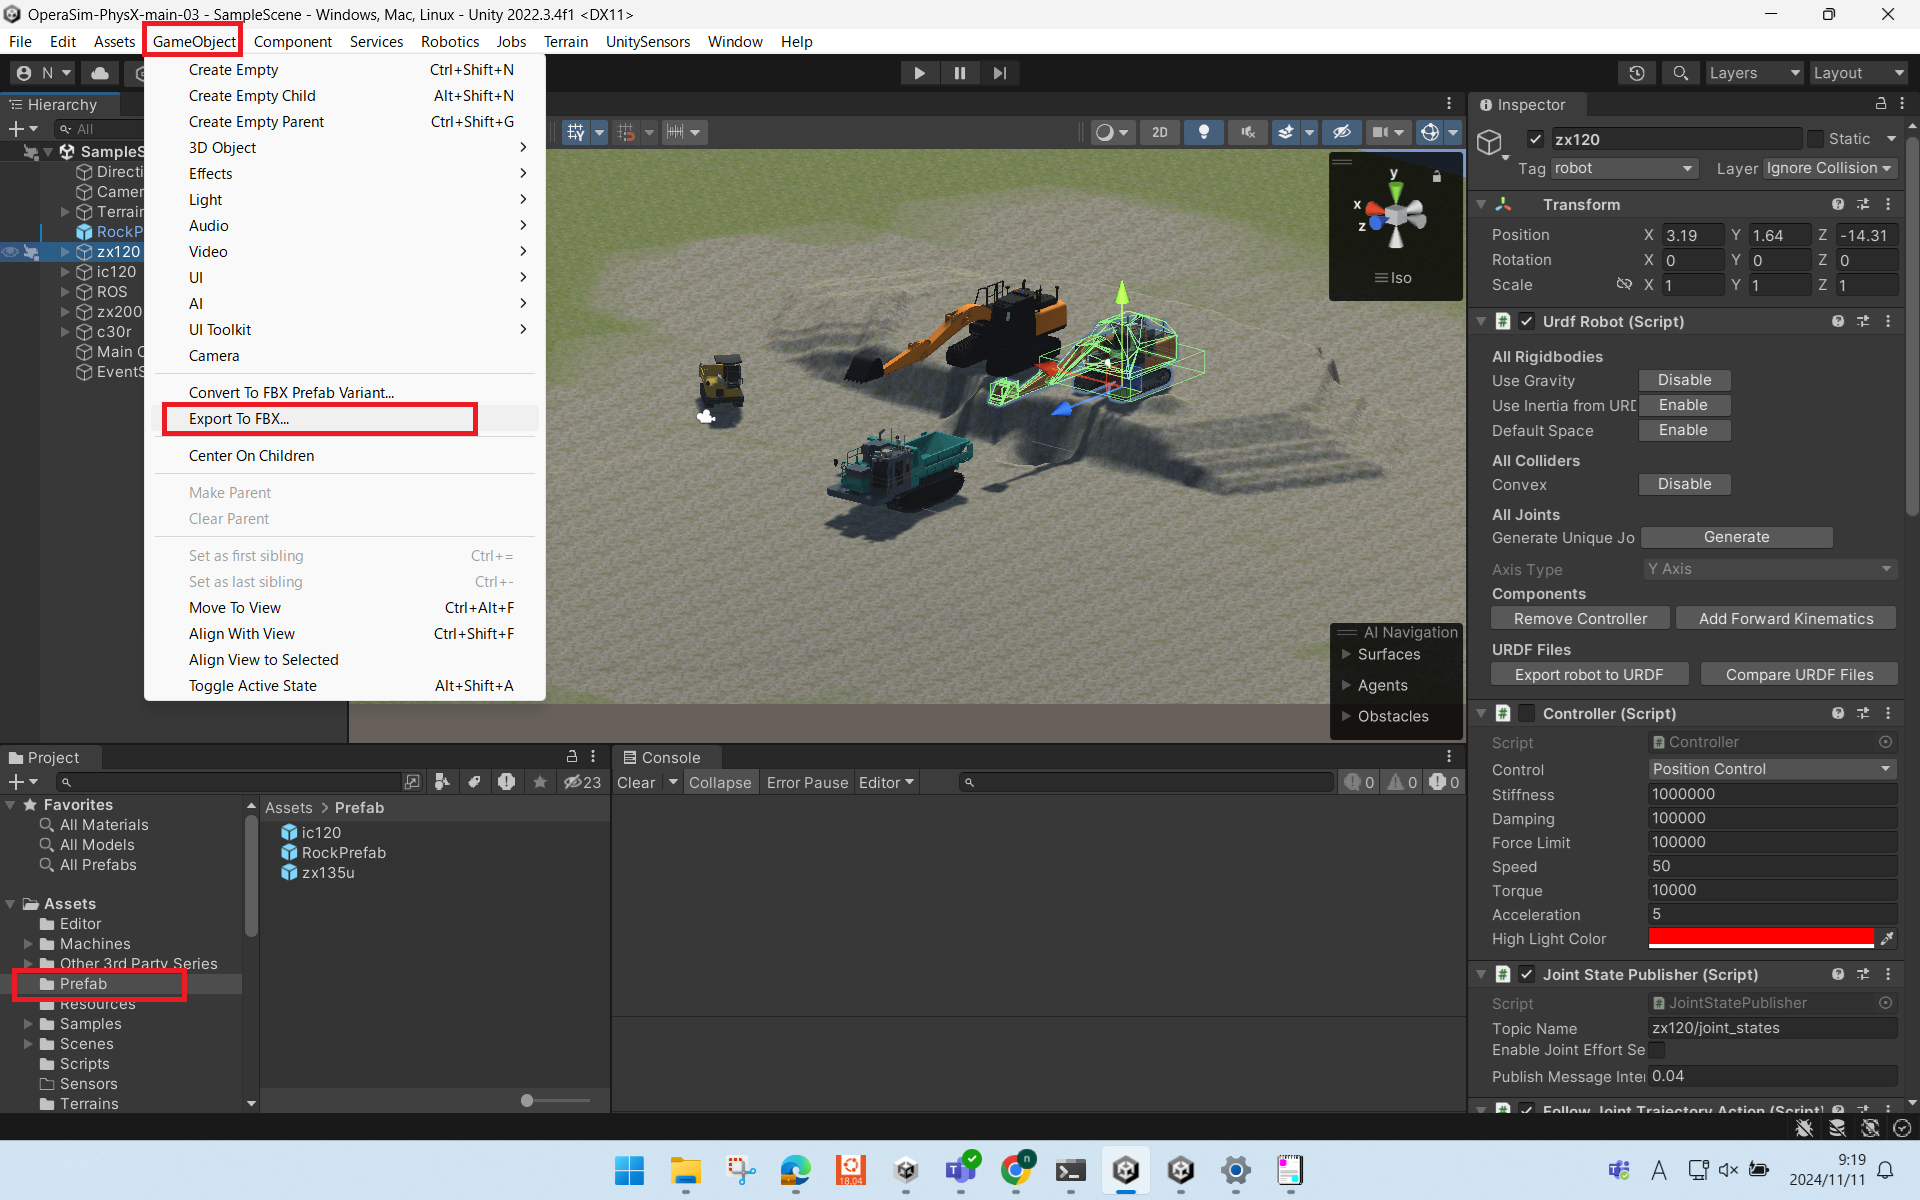 OperaSim-PhysX-main-03 - SampleScene - Windows, Mac, Linux - Unity 2022.3.4f1 <DX11>
File Edit Assets GameObject Component Services Robotics Jobs Terrain UnitySensors Window Help
N
Layers
Layout
Create Empty Ctrl+Shift+N
Create Empty Child Alt+Shift+N
Create Empty Parent Ctrl+Shift+G
3D Object
Effects
Light
Audio
Video
UI
AI
UI Toolkit
Camera
Convert To FBX Prefab Variant...
Export To FBX...
Center On Children
Make Parent
Clear Parent
Set as first sibling Ctrl+=
Set as last sibling Ctrl+-
Move To View Ctrl+Alt+F
Align With View Ctrl+Shift+F
Align View to Selected
Toggle Active State Alt+Shift+A
Hierarchy
All
SampleS
Directi
Camer
Terrain
RockP
zx120
ic120
ROS
zx200
c30r
Main C
EventS
2D
y
x
z
Iso
AI Navigation
Surfaces
Agents
Obstacles
Inspector
zx120 Static
Tag robot Layer Ignore Collision
Transform
Position X 3.19 Y 1.64 Z -14.31
Rotation X 0 Y 0 Z 0
Scale X 1 Y 1 Z 1
Urdf Robot (Script)
All Rigidbodies
Use Gravity Disable
Use Inertia from URD Enable
Default Space Enable
All Colliders
Convex Disable
All Joints
Generate Unique Jo Generate
Axis Type Y Axis
Components
Remove Controller Add Forward Kinematics
URDF Files
Export robot to URDF Compare URDF Files
Controller (Script)
Script Controller
Control Position Control
Stiffness 1000000
Damping 100000
Force Limit 100000
Speed 50
Torque 10000
Acceleration 5
High Light Color
Joint State Publisher (Script)
Script JointStatePublisher
Topic Name zx120/joint_states
Enable Joint Effort Se
Publish Message Inter 0.04
Follow Joint Trajectory Action (Script)
Project
23
Favorites
All Materials
All Models
All Prefabs
Assets
Editor
Machines
Other 3rd Party Series
Prefab
Resources
Samples
Scenes
Scripts
Sensors
Terrains
Assets > Prefab
ic120
RockPrefab
zx135u
Console
Clear Collapse Error Pause Editor
0 0 0
18.04
n
A
9:19
2024/11/11